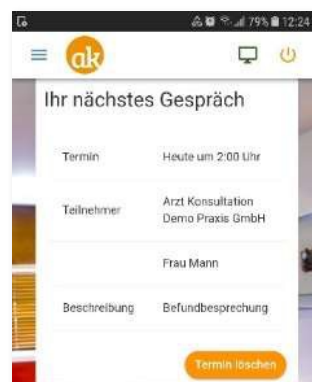 79% 12:24
ak
Ihr nächstes Gespräch
Termin Heute um 2:00 Uhr
Teilnehmer Arzt Konsultation
Demo Praxis GmbH
Frau Mann
Beschreibung Befundbesprechung
Termin löschen